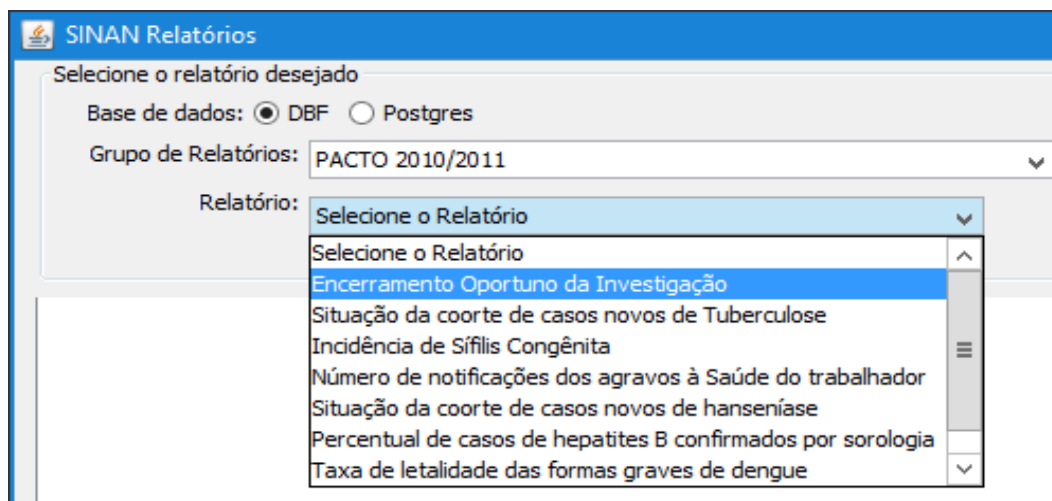 SINAN Relatórios
Selecione o relatório desejado
Base de dados: DBF Postgres
Grupo de Relatórios: PACTO 2010/2011
Relatório: Selecione o Relatório
Selecione o Relatório
Encerramento Oportuno da Investigação
Situação da coorte de casos novos de Tuberculose
Incidência de Sífilis Congênita
Número de notificações dos agravos à Saúde do trabalhador
Situação da coorte de casos novos de hanseníase
Percentual de casos de hepatites B confirmados por sorologia
Taxa de letalidade das formas graves de dengue